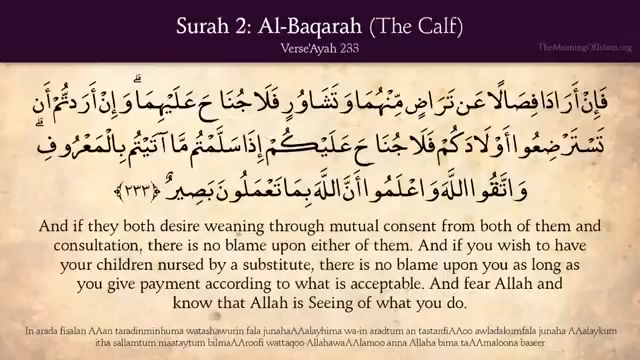 Surah 2: Al-Baqarah (The Calf)
Verse'Ayah 233
TheMeaningOfIslam.org
فَإِنْ أَرَادَا فِصَالًا عَن تَرَاضٍ مِّنْهُمَا وَتَشَاوُرٍ فَلَا جُنَاحَ عَلَيْهِمَا ۗ وَإِنْ أَرَدتُّمْ أَن
تَسْتَرْضِعُوا أَوْلَادَكُمْ فَلَا جُنَاحَ عَلَيْكُمْ إِذَا سَلَّمْتُم مَّا آتَيْتُم بِالْمَعْرُوفِ ۗ
وَاتَّقُوا اللَّهَ وَاعْلَمُوا أَنَّ اللَّهَ بِمَا تَعْمَلُونَ بَصِيرٌ ﴿٢٣٣﴾
And if they both desire weaning through mutual consent from both of them and
consultation, there is no blame upon either of them. And if you wish to have
your children nursed by a substitute, there is no blame upon you as long as
you give payment according to what is acceptable. And fear Allah and
know that Allah is Seeing of what you do.
In arada fisalan AAan taradinminhuma watashawurin fala junahaAAalayhima wa-in aradtum an tastardiAAoo awladakumfala junaha AAalaykum
itha sallamtum maataytum bilmaAAroofi wattaqoo AllahawaAAlamoo anna Allaha bima taAAmaloona baseer